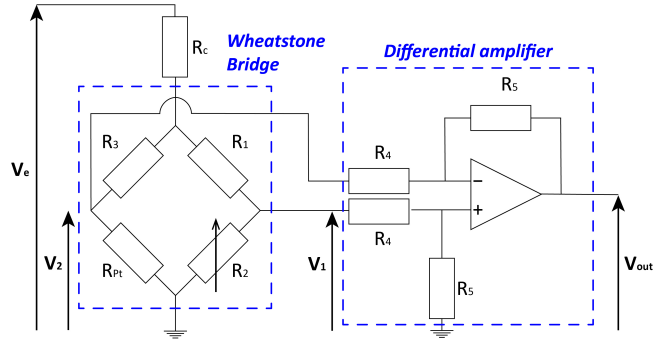 Wheatstone
Bridge
Differential amplifier
Rc
R5
R3
R1
R4
Ve
−
+
R4
V2
RPt
R2
V1
R5
Vout